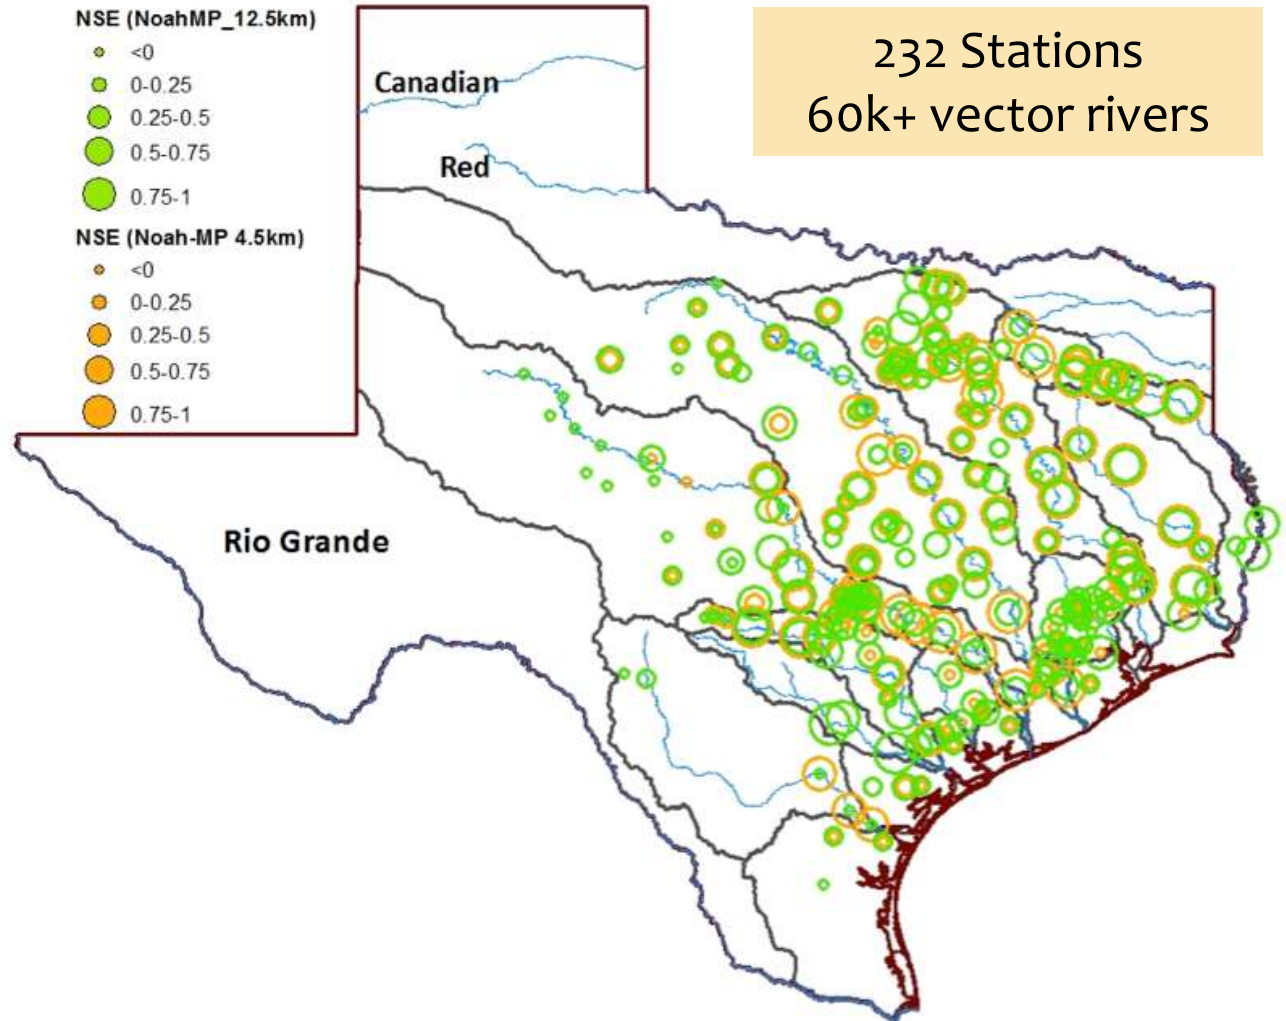 NSE (NoahMP_12.5km)
<0
0-0.25
0.25-0.5
0.5-0.75
0.75-1
NSE (Noah-MP 4.5km)
<0
0-0.25
0.25-0.5
0.5-0.75
0.75-1
232 Stations
60k+ vector rivers
Canadian
Red
Rio Grande